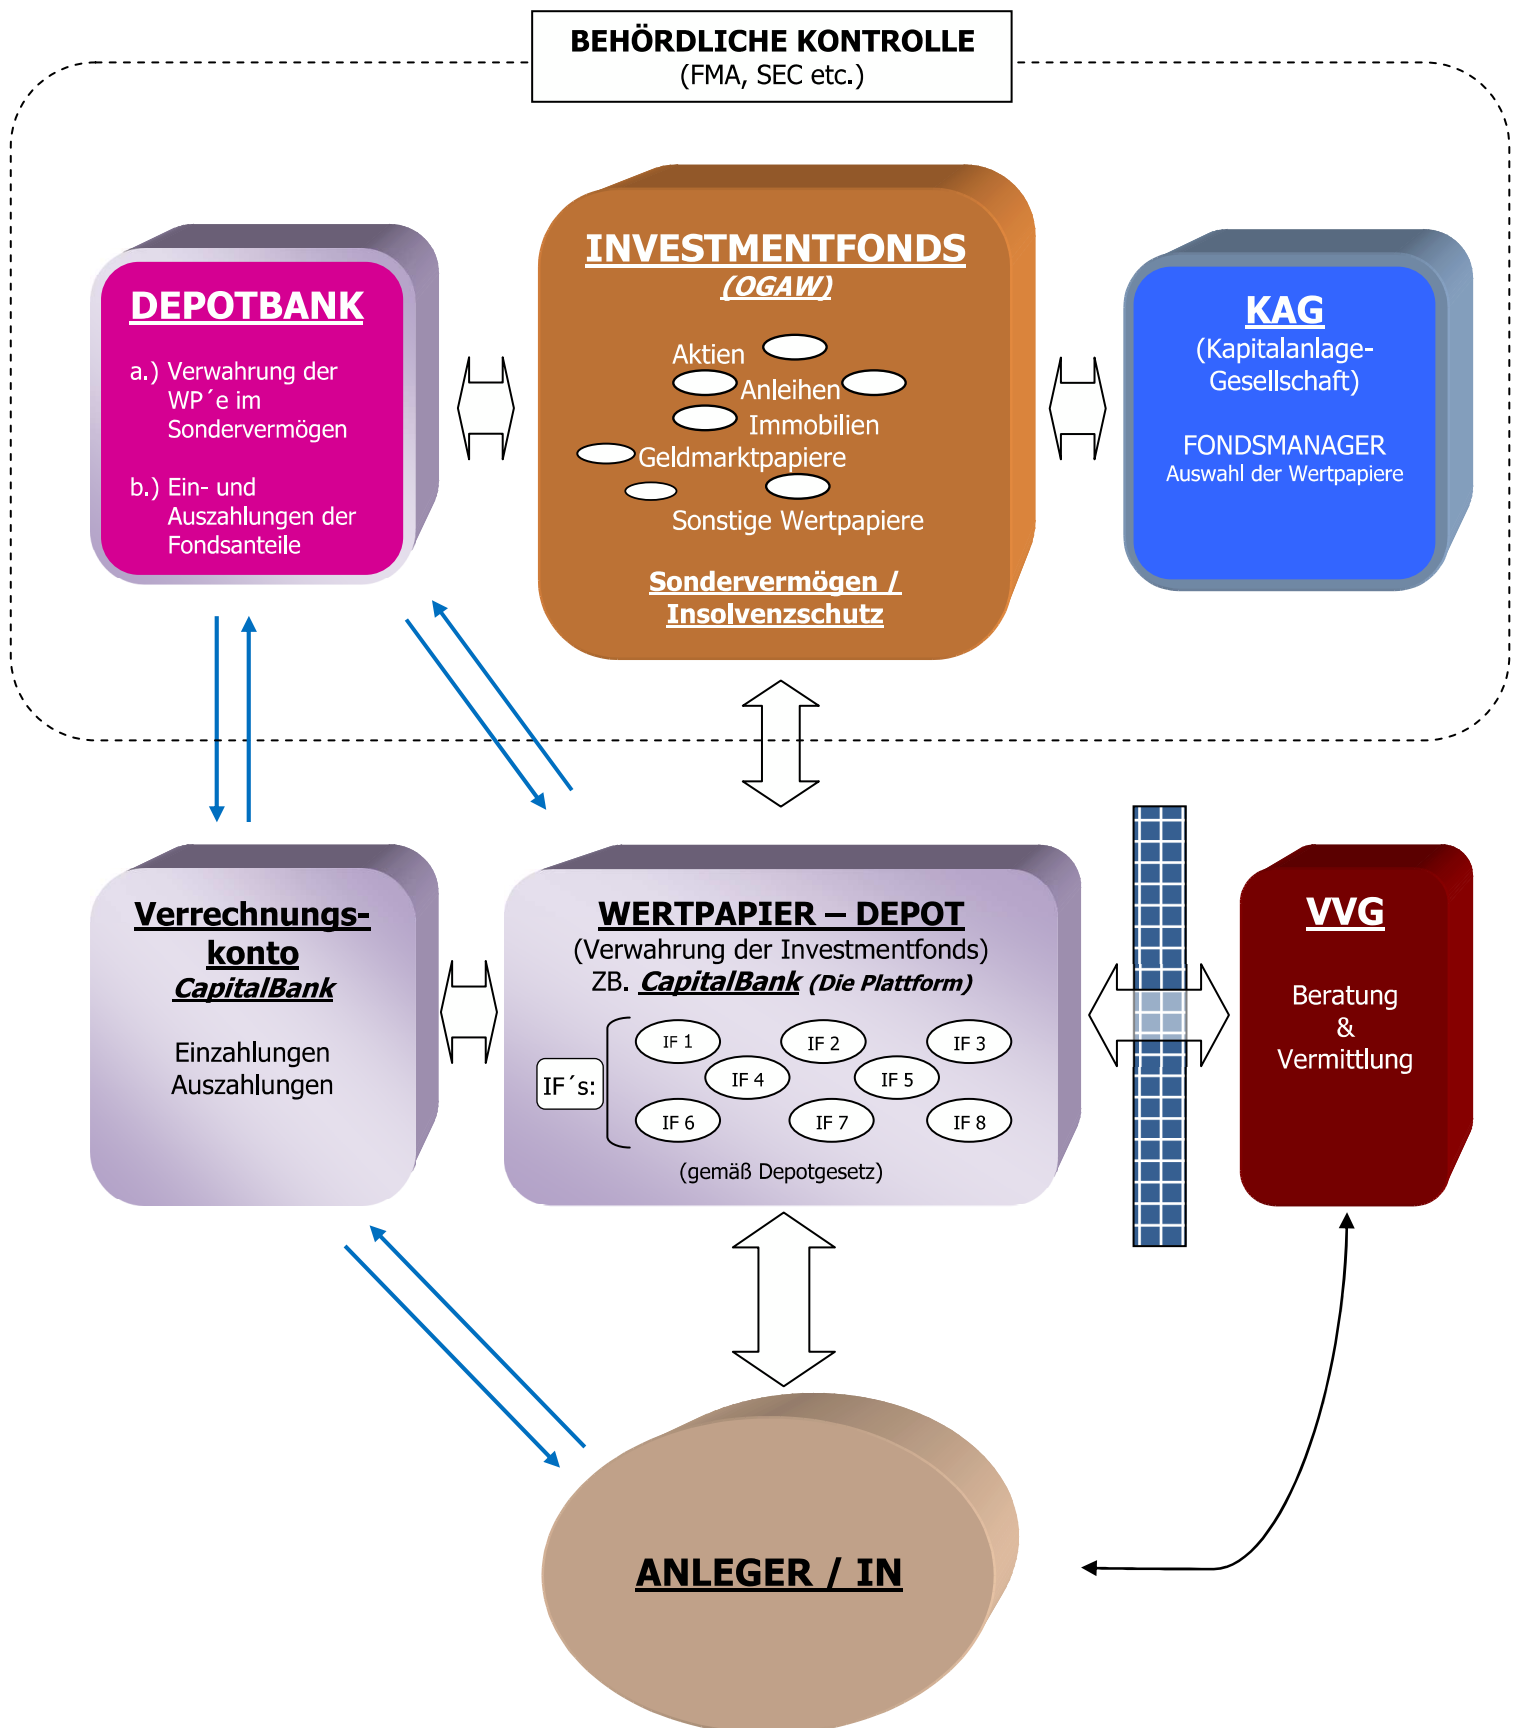 BEHÖRDLICHE KONTROLLE
(FMA, SEC etc.)
DEPOTBANK
a.) Verwahrung der
WP´e im
Sondervermögen
b.) Ein- und
Auszahlungen der
Fondsanteile
INVESTMENTFONDS
(OGAW)
Aktien
Anleihen
Immobilien
Geldmarktpapiere
Sonstige Wertpapiere
Sondervermögen /
Insolvenzschutz
KAG
(Kapitalanlage-
Gesellschaft)
FONDSMANAGER
Auswahl der Wertpapiere
Verrechnungs-
konto
CapitalBank
Einzahlungen
Auszahlungen
WERTPAPIER – DEPOT
(Verwahrung der Investmentfonds)
ZB. CapitalBank (Die Plattform)
IF´s:
IF 1 IF 2 IF 3
IF 4 IF 5
IF 6 IF 7 IF 8
(gemäß Depotgesetz)
VVG
Beratung
&
Vermittlung
ANLEGER / IN